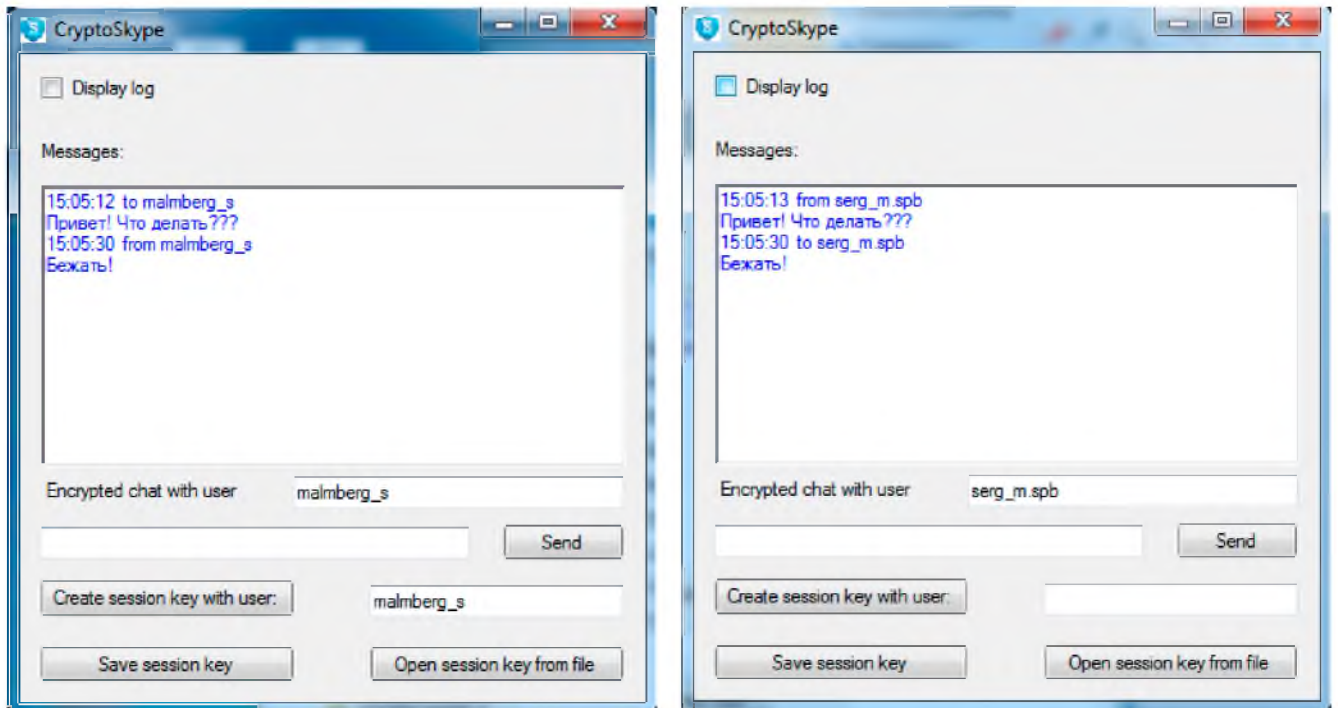 CryptoSkype
Display log
Messages:
15:05:12 to malmberg_s
Привет! Что делать???
15:05:30 from malmberg_s
Бежать!
Encrypted chat with user malmberg_s
Send
Create session key with user: malmberg_s
Save session key Open session key from file
CryptoSkype
Display log
Messages:
15:05:13 from serg_m.spb
Привет! Что делать???
15:05:30 to serg_m.spb
Бежать!
Encrypted chat with user serg_m.spb
Send
Create session key with user:
Save session key Open session key from file